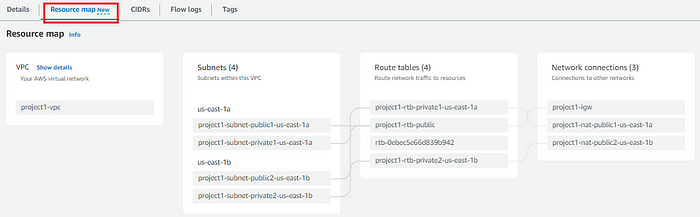 Details Resource map New CIDRs Flow logs Tags
Resource map Info
VPC Show details
Your AWS virtual network
project1-vpc
Subnets (4)
Subnets within this VPC
us-east-1a
project1-subnet-public1-us-east-1a
project1-subnet-private1-us-east-1a
us-east-1b
project1-subnet-public2-us-east-1b
project1-subnet-private2-us-east-1b
Route tables (4)
Route network traffic to resources
project1-rtb-private1-us-east-1a
project1-rtb-public
rtb-0ebec5e66d839b942
project1-rtb-private2-us-east-1b
Network connections (3)
Connections to other networks
project1-igw
project1-nat-public1-us-east-1a
project1-nat-public2-us-east-1b